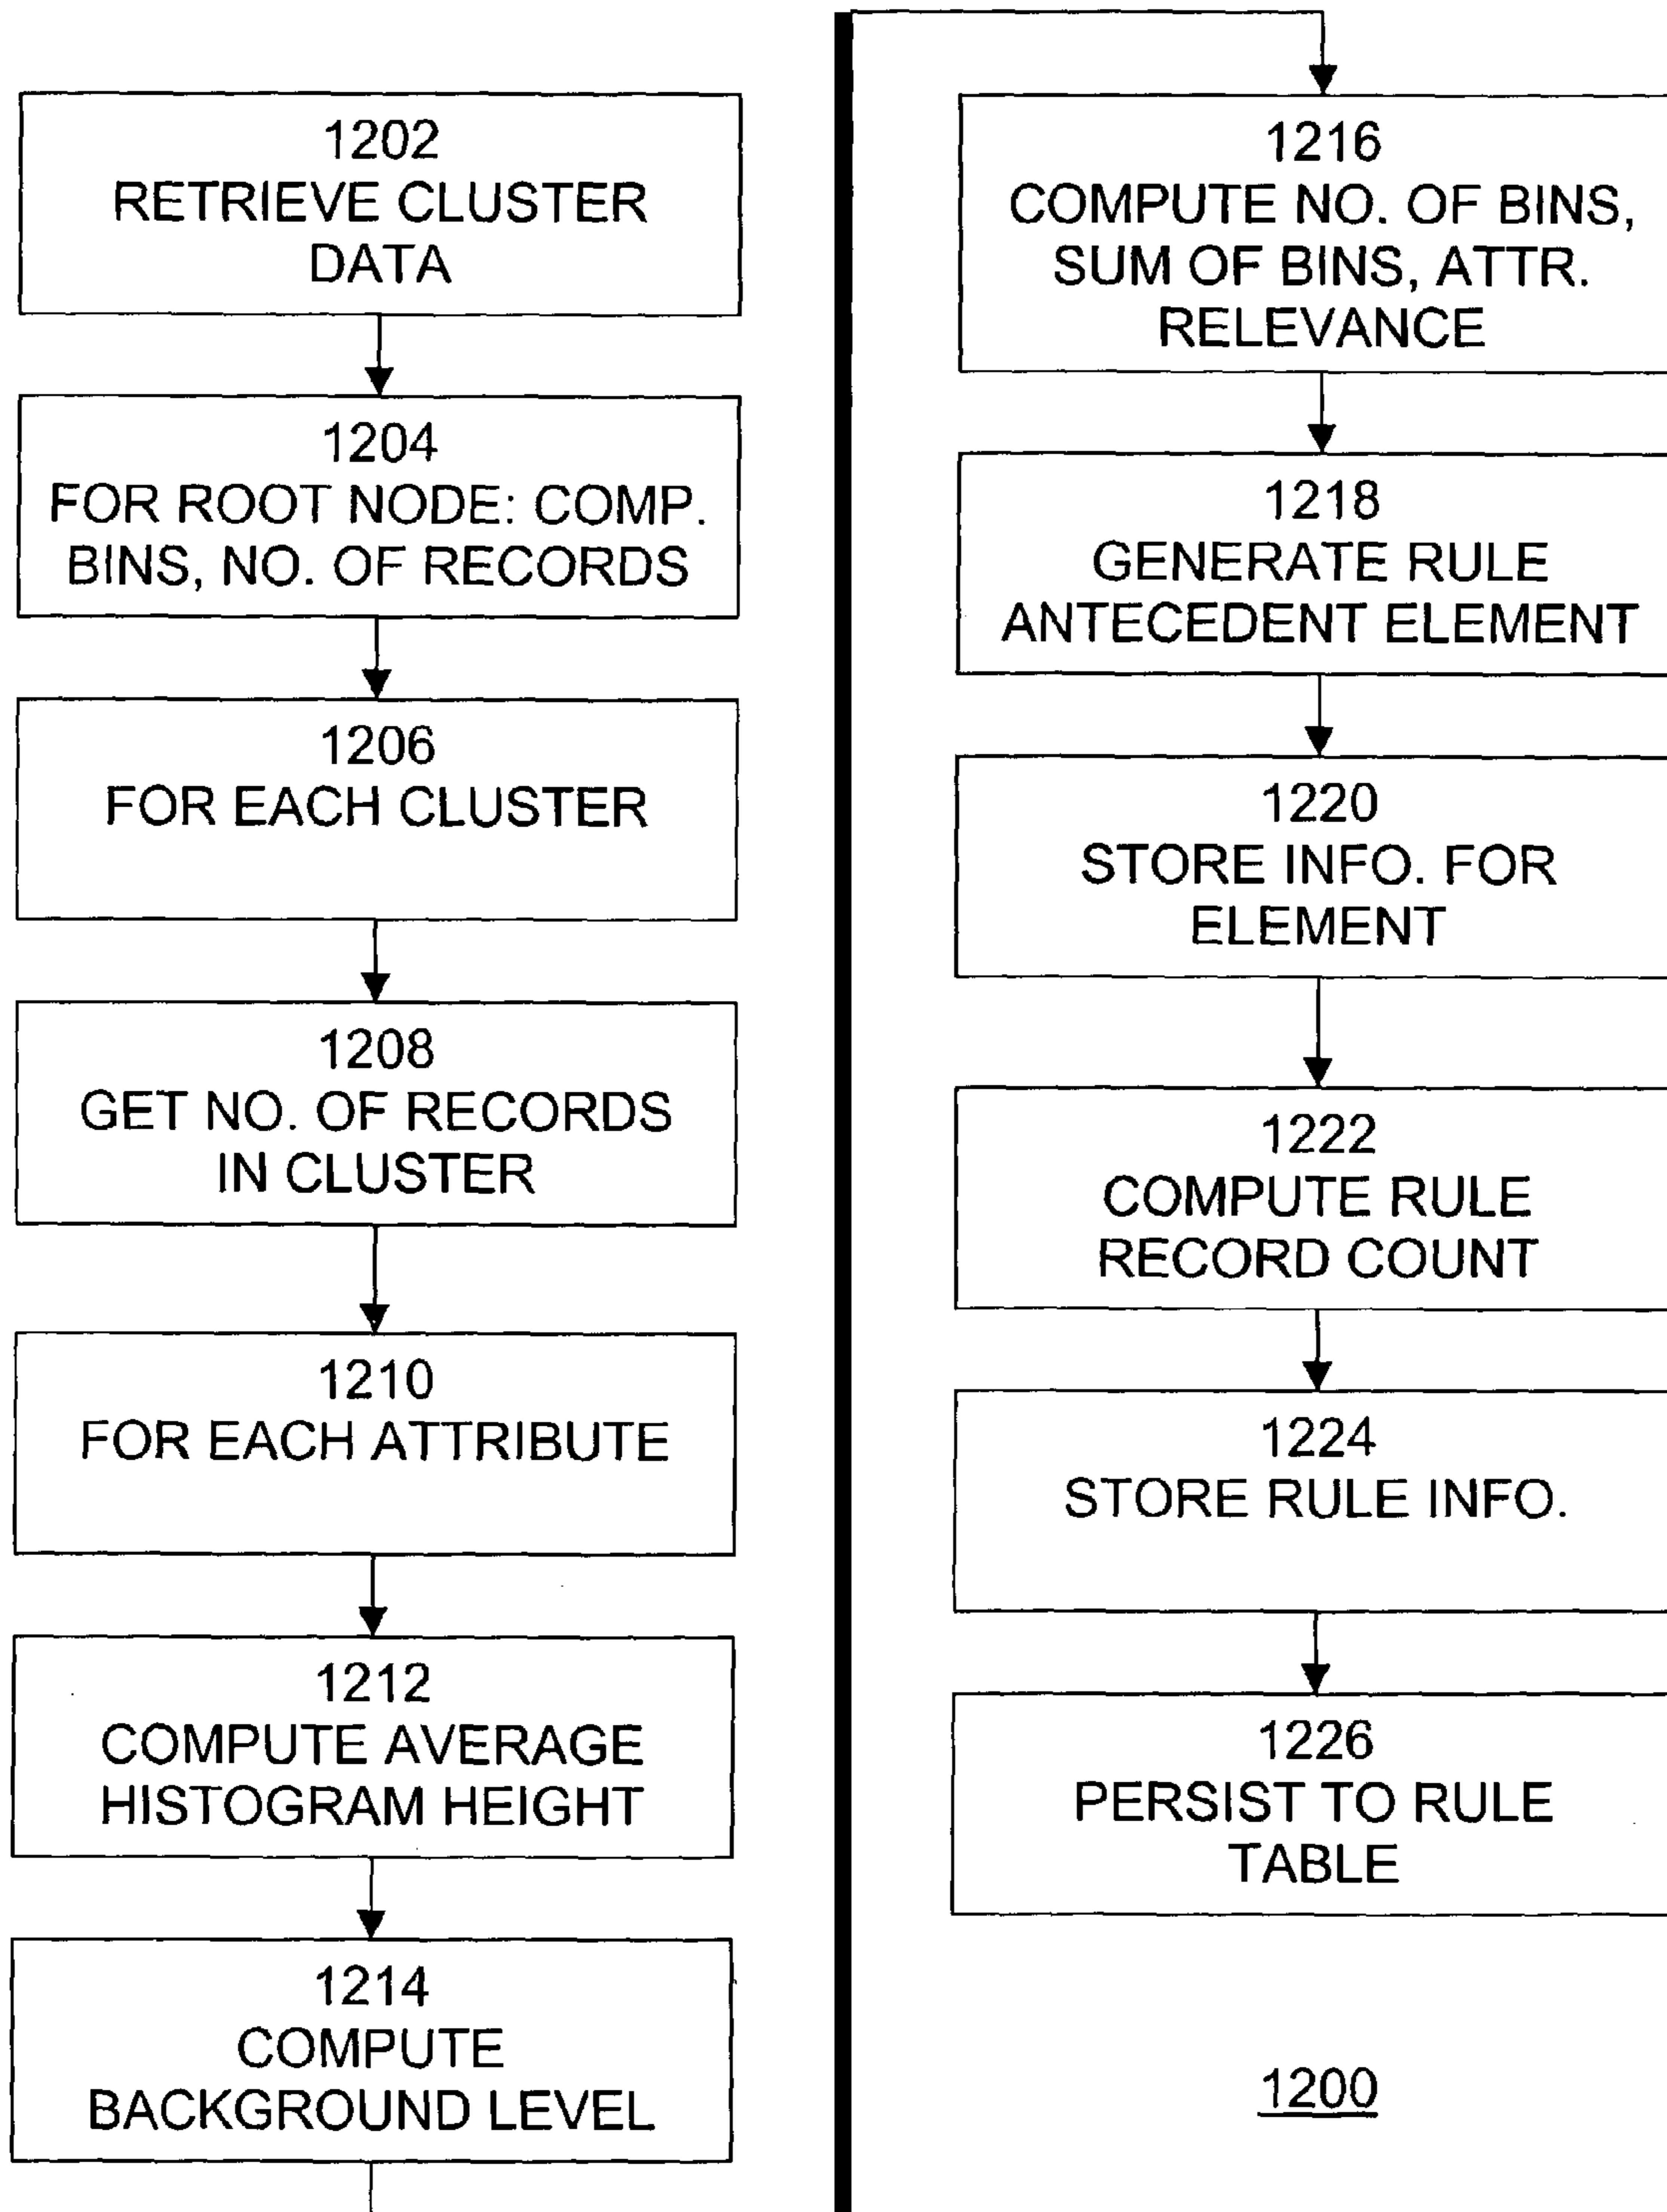 1202
RETRIEVE CLUSTER
DATA
1204
FOR ROOT NODE: COMP.
BINS, NO. OF RECORDS
1206
FOR EACH CLUSTER
1208
GET NO. OF RECORDS
IN CLUSTER
1210
FOR EACH ATTRIBUTE
1212
COMPUTE AVERAGE
HISTOGRAM HEIGHT
1214
COMPUTE
BACKGROUND LEVEL
1216
COMPUTE NO. OF BINS,
SUM OF BINS, ATTR.
RELEVANCE
1218
GENERATE RULE
ANTECEDENT ELEMENT
1220
STORE INFO. FOR
ELEMENT
1222
COMPUTE RULE
RECORD COUNT
1224
STORE RULE INFO.
1226
PERSIST TO RULE
TABLE
1200